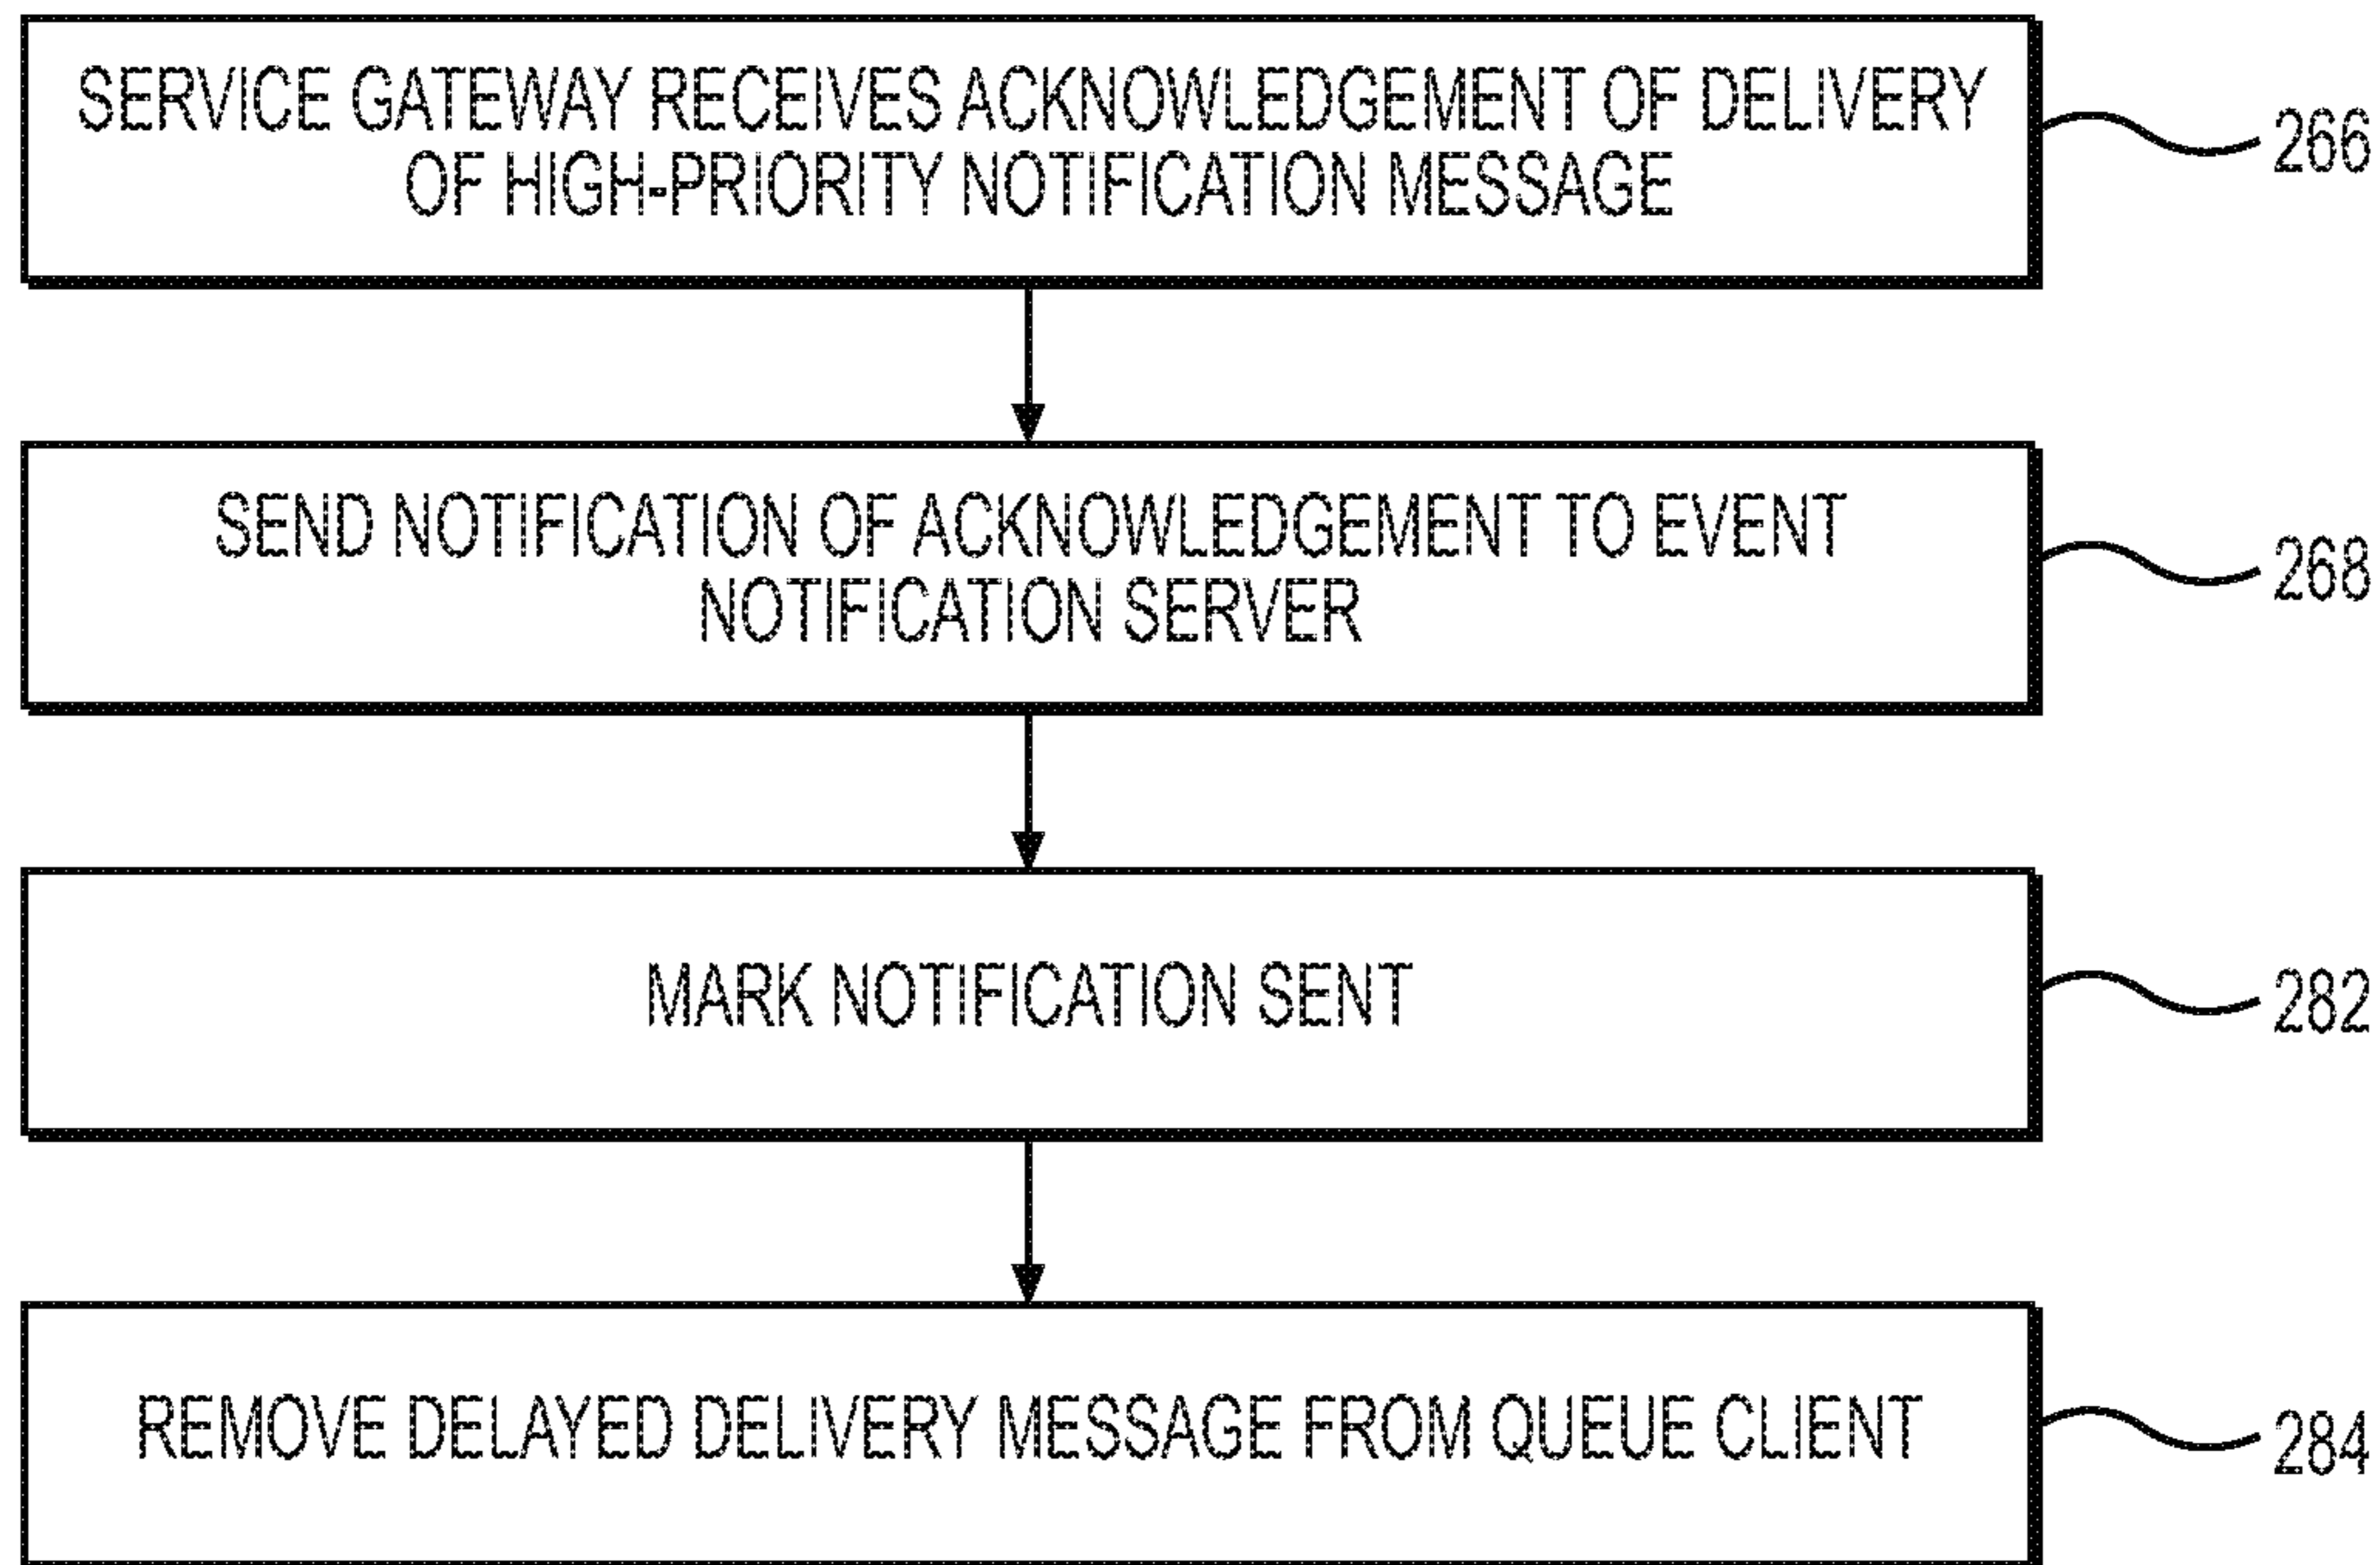 SERVICE GATEWAY RECEIVES ACKNOWLEDGEMENT OF DELIVERY
OF HIGH-PRIORITY NOTIFICATION MESSAGE
266
SEND NOTIFICATION OF ACKNOWLEDGEMENT TO EVENT
NOTIFICATION SERVER
268
MARK NOTIFICATION SENT
282
REMOVE DELAYED DELIVERY MESSAGE FROM QUEUE CLIENT
284